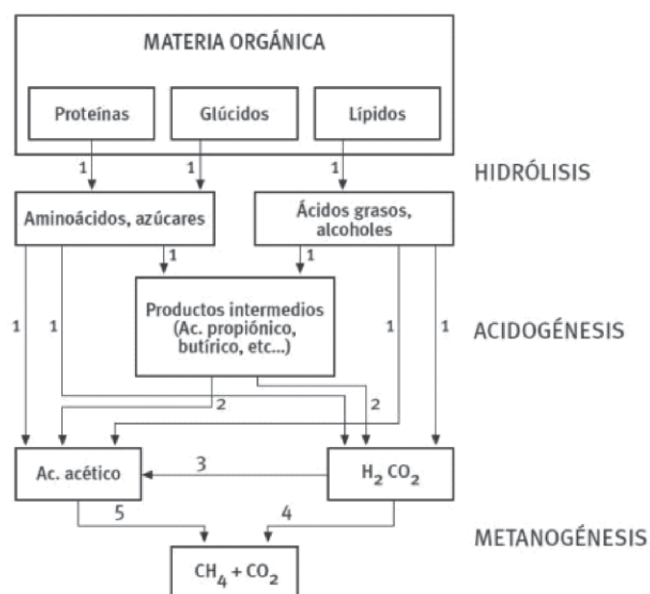 MATERIA ORGÁNICA
Proteínas
Glúcidos
Lípidos
1
1
1
HIDRÓLISIS
Aminoácidos, azúcares
Ácidos grasos,
alcoholes
1
1
Productos intermedios
(Ac. propiónico,
butírico, etc...)
1
1
1
1
ACIDOGÉNESIS
2
2
Ac. acético
3
H₂ CO₂
5
4
METANOGÉNESIS
CH₄ + CO₂